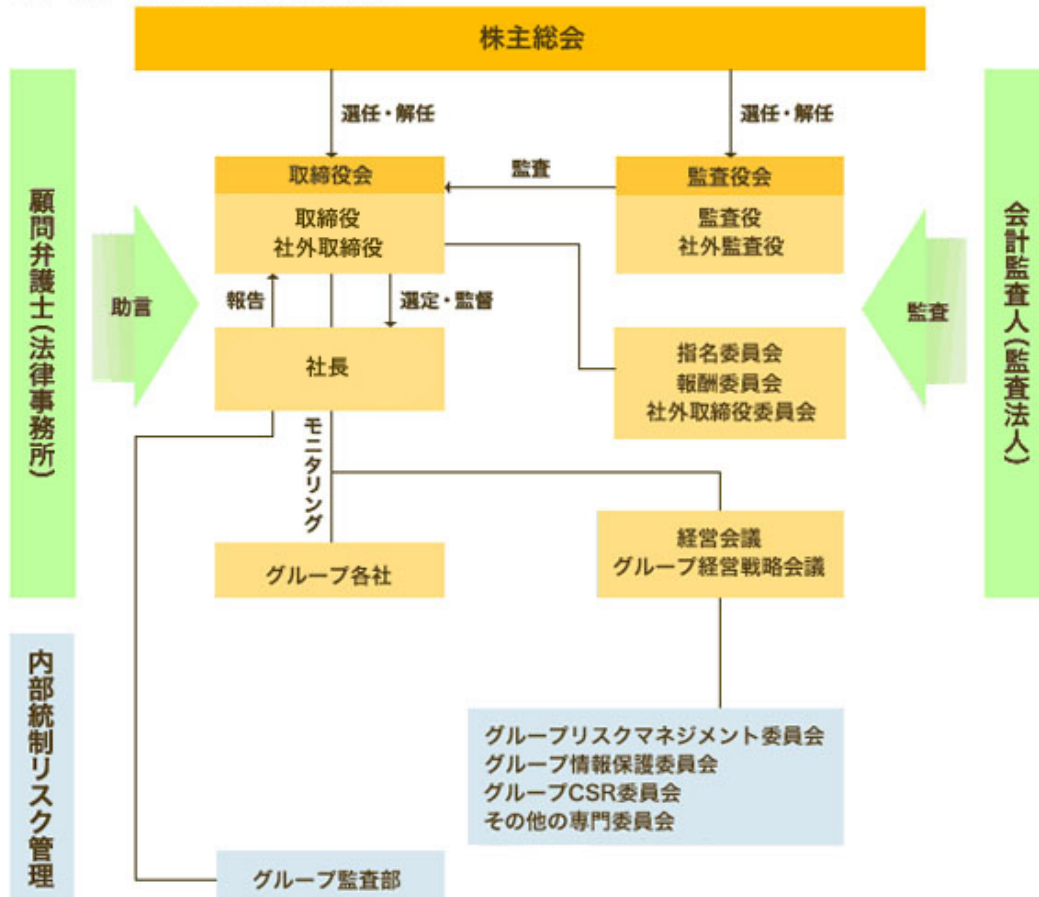 株主総会
選任・解任
選任・解任
取締役会
監査
監査役会
取締役
社外取締役
監査役
社外監査役
顧問弁護士(法律事務所)
助言
会計監査人(監査法人)
監査
報告
選定・監督
社長
指名委員会
報酬委員会
社外取締役委員会
モニタリング
グループ各社
経営会議
グループ経営戦略会議
内部統制リスク管理
グループリスクマネジメント委員会
グループ情報保護委員会
グループCSR委員会
その他の専門委員会
グループ監査部